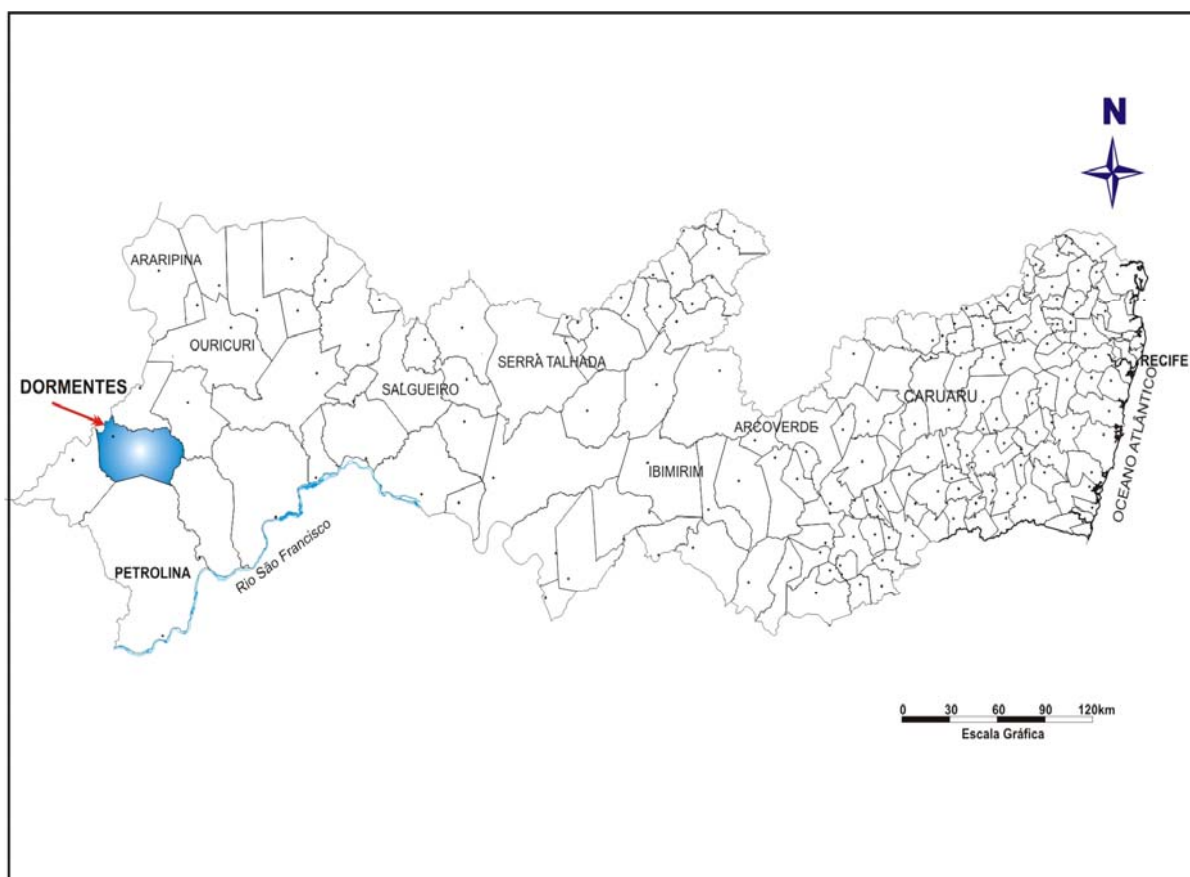 N
ARARIPINA
OURICURI
DORMENTES
SALGUEIRO
SERRA TALHADA
RECIFE
CARUARU
ARCOVERDE
IBIMIRIM
OCEANO ATLÂNTICO
PETROLINA
Rio São Francisco
0 30 60 90 120km
Escala Gráfica